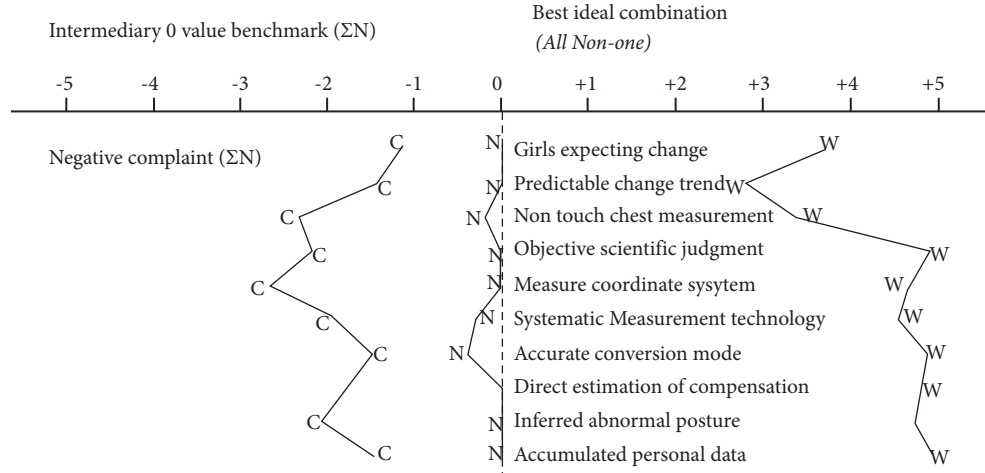 Intermediary 0 value benchmark (ΣN)
Best ideal combination
(All Non-one)
-5 -4 -3 -2 -1 0 +1 +2 +3 +4 +5
Negative complaint (ΣN)
C N Girls expecting change W
C N Predictable change trend W
C N Non touch chest measurement W
C N Objective scientific judgment W
C N Measure coordinate sysytem W
C N Systematic Measurement technology W
C N Accurate conversion mode W
Direct estimation of compensation W
C N Inferred abnormal posture
C N Accumulated personal data W